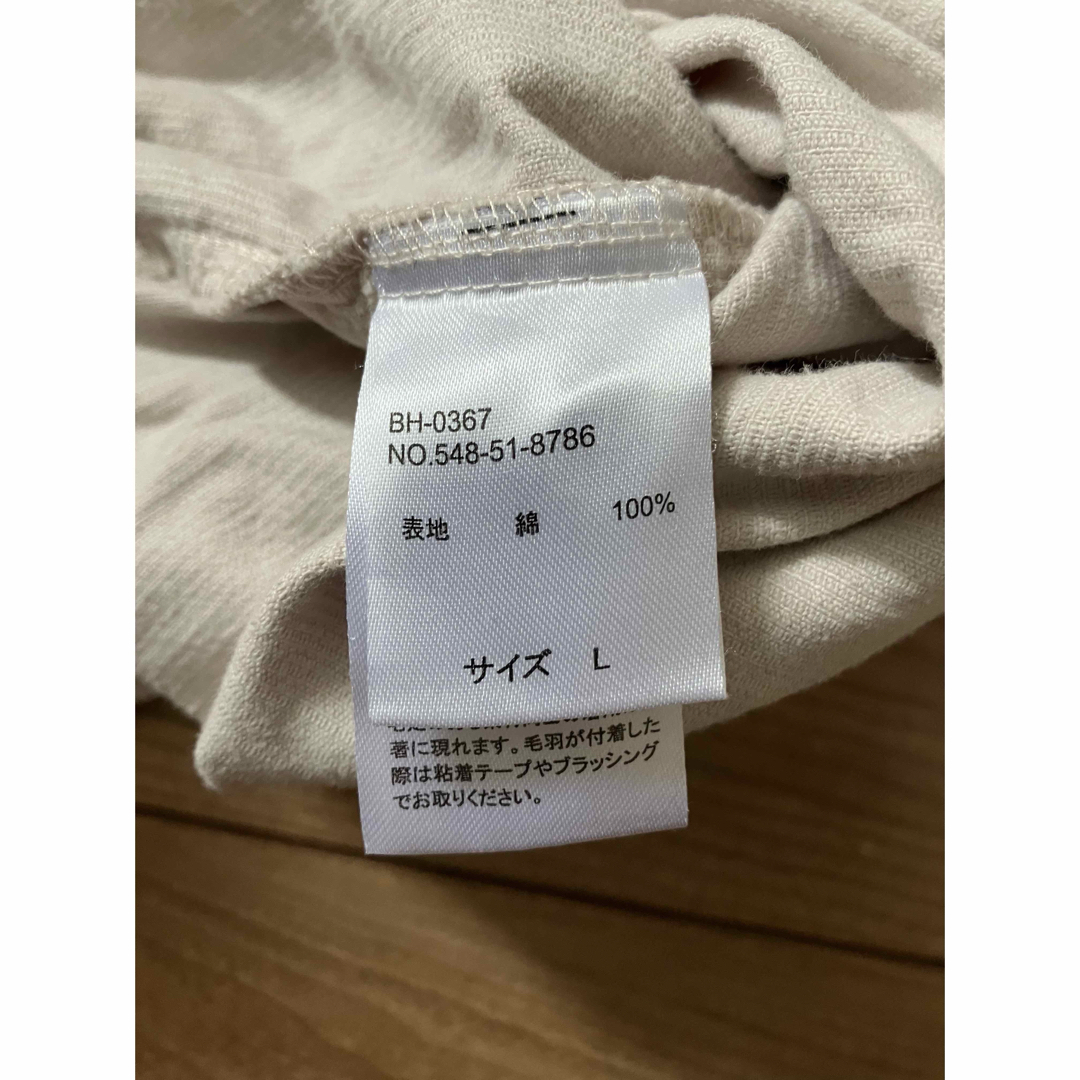 BH-0367
NO.548-51-8786
表地 綿 100%
サイズ L
著に現れます。毛羽が付着した
際は粘着テープやブラッシング
でお取りください。